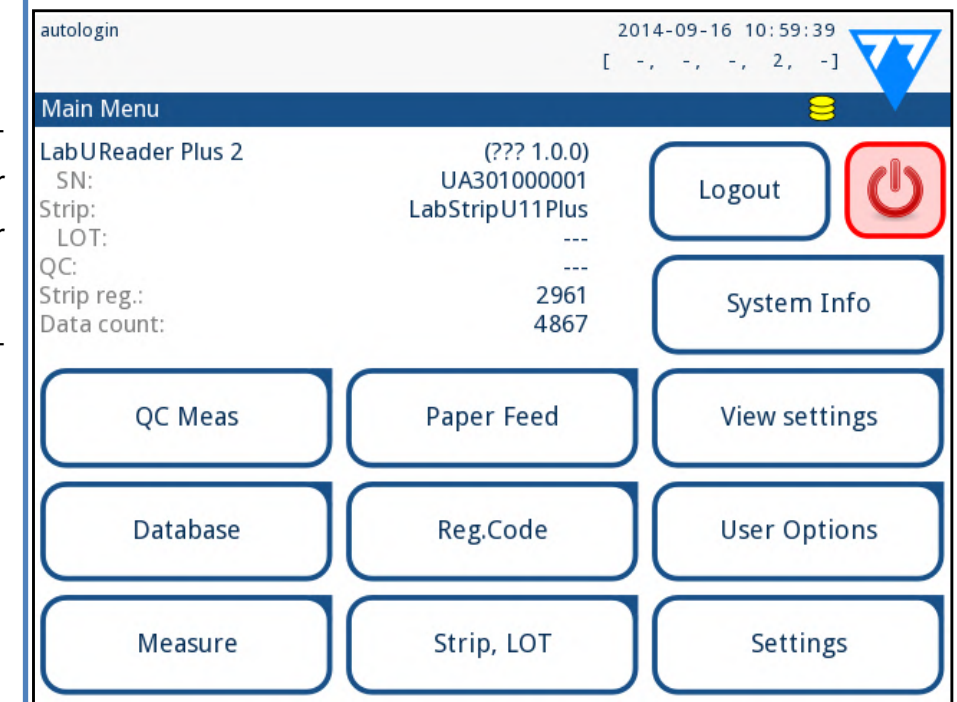 autologin 2014-09-16 10:59:39
[ -, -, -, 2, -]
77
Main Menu
LabUReader Plus 2 (??? 1.0.0)
SN: UA301000001
Strip: LabStripU11Plus
LOT: ---
QC: ---
Strip reg.: 2961
Data count: 4867
Logout
System Info
QC Meas Paper Feed View settings
Database Reg.Code User Options
Measure Strip, LOT Settings